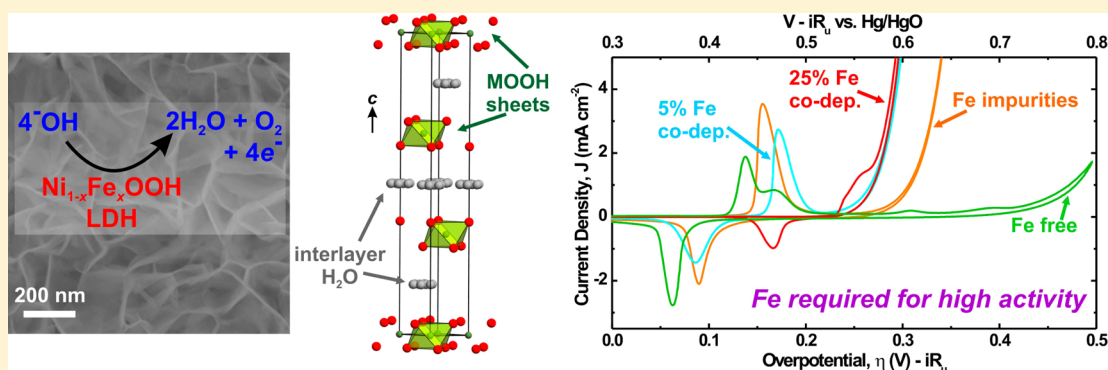 4⁻OH
2H₂O + O₂
+ 4e⁻
Ni₁₋ₓFeₓOOH
LDH
200 nm
c
MOOH
sheets
interlayer
H₂O
V - iRᵤ vs. Hg/HgO
0.3 0.4 0.5 0.6 0.7 0.8
Current Density, J (mA cm⁻²)
4
2
0
-2
25% Fe
co-dep.
5% Fe
co-dep.
Fe impurities
Fe free
Fe required for high activity
0.0 0.1 0.2 0.3 0.4 0.5
Overpotential, η (V) - iRᵤ